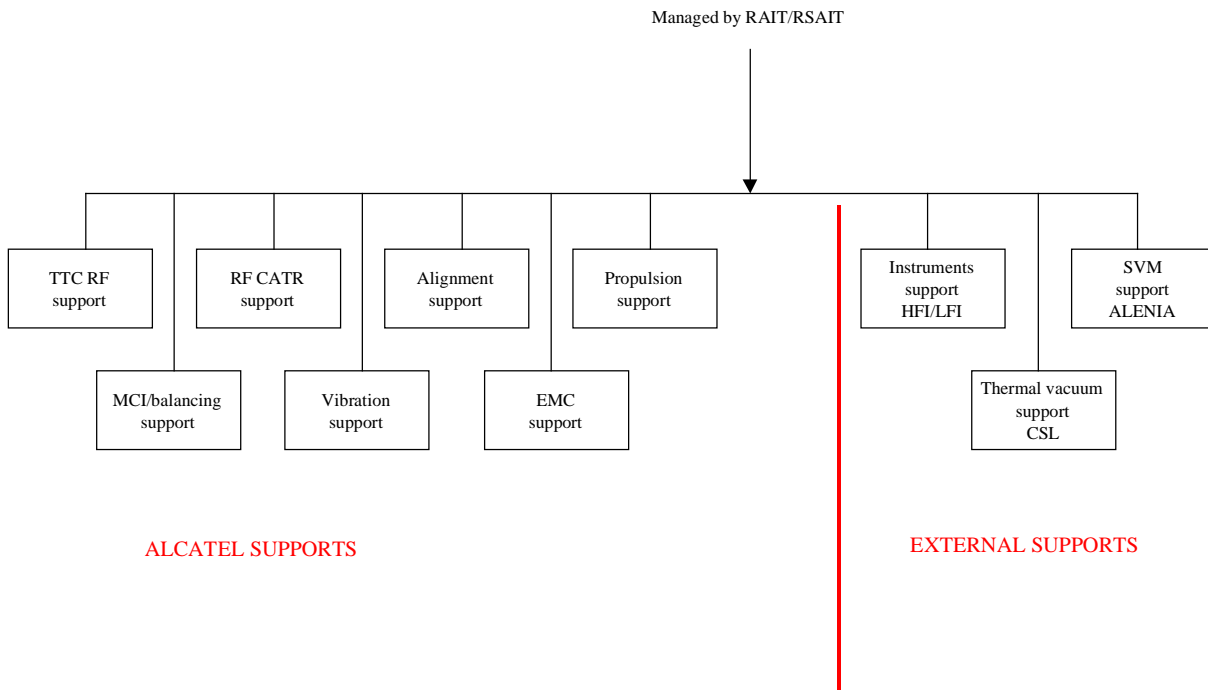 Managed by RAIT/RSAIT
TTC RF
support
RF CATR
support
Alignment
support
Propulsion
support
Instruments
support
HFI/LFI
SVM
support
ALENIA
MCI/balancing
support
Vibration
support
EMC
support
Thermal vacuum
support
CSL
ALCATEL SUPPORTS
EXTERNAL SUPPORTS